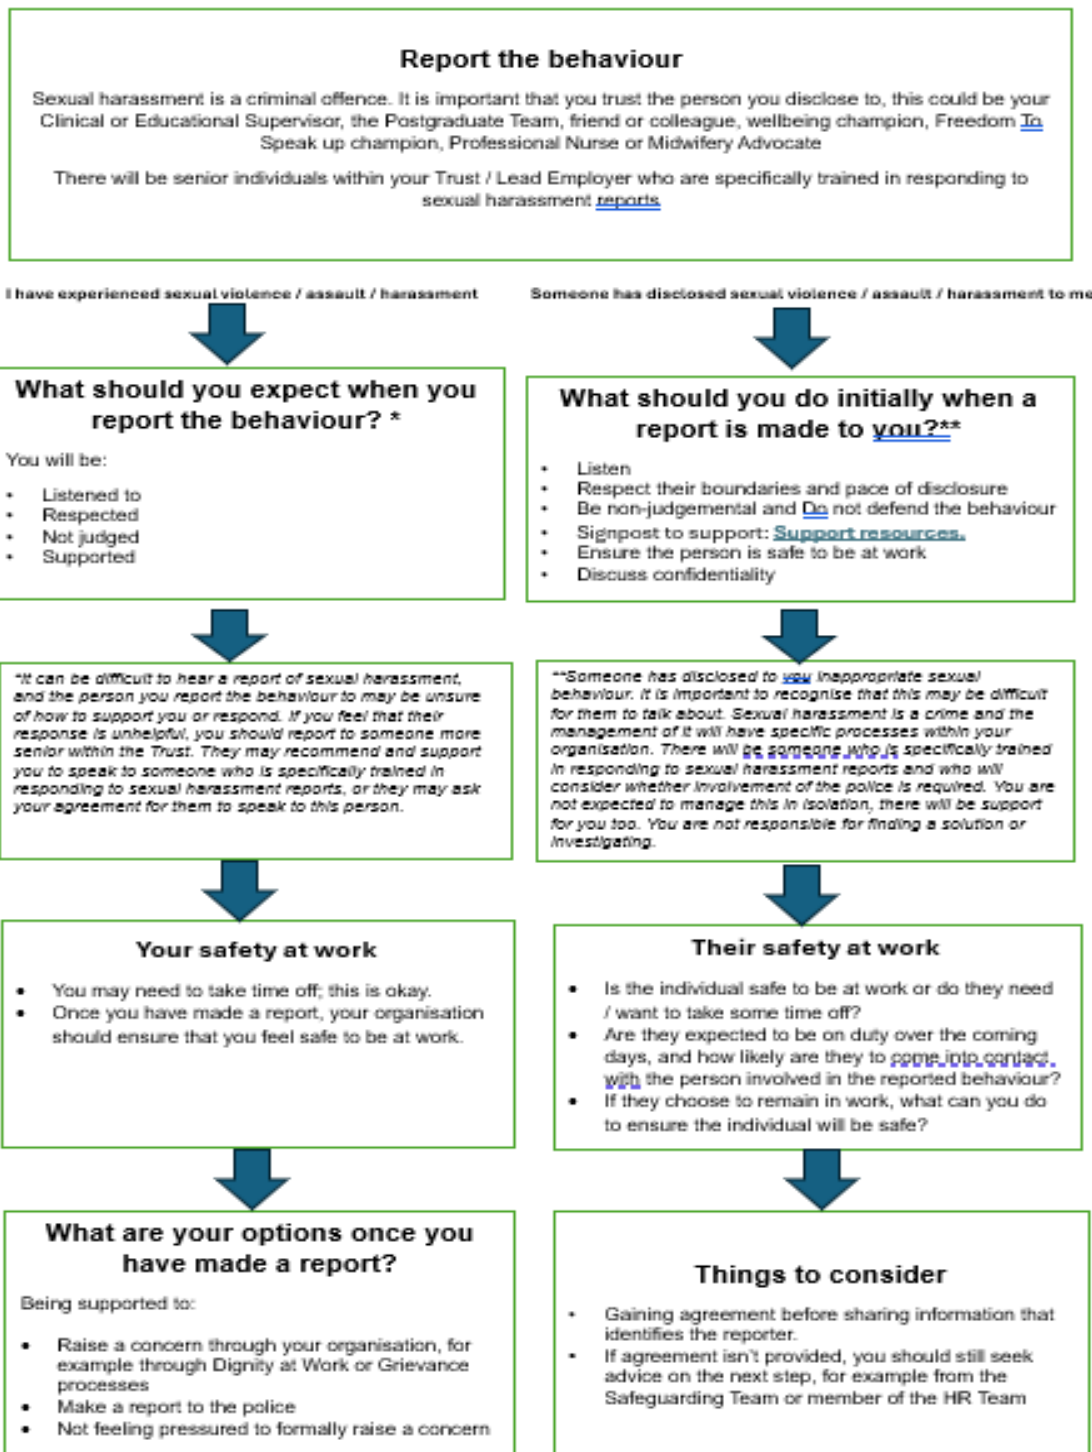 Report the behaviour
Sexual harassment is a criminal offence. It is important that you trust the person you disclose to, this could be your
Clinical or Educational Supervisor, the Postgraduate Team, friend or colleague, wellbeing champion, Freedom To
Speak up champion, Professional Nurse or Midwifery Advocate
There will be senior individuals within your Trust / Lead Employer who are specifically trained in responding to
sexual harassment reports
I have experienced sexual violence / assault / harassment
What should you expect when you
report the behaviour? *
You will be:
• Listened to
• Respected
• Not judged
• Supported
*It can be difficult to hear a report of sexual harassment,
and the person you report the behaviour to may be unsure
of how to support you or respond. If you feel that their
response is unhelpful, you should report to someone more
senior within the Trust. They may recommend and support
you to speak to someone who is specifically trained in
responding to sexual harassment reports, or they may ask
your agreement for them to speak to this person.
Your safety at work
• You may need to take time off; this is okay.
• Once you have made a report, your organisation
should ensure that you feel safe to be at work.
What are your options once you
have made a report?
Being supported to:
• Raise a concern through your organisation, for
example through Dignity at Work or Grievance
processes
• Make a report to the police
• Not feeling pressured to formally raise a concern
Someone has disclosed sexual violence / assault / harassment to me
What should you do initially when a
report is made to you?**
• Listen
• Respect their boundaries and pace of disclosure
• Be non-judgemental and Do not defend the behaviour
• Signpost to support: Support resources.
• Ensure the person is safe to be at work
• Discuss confidentiality
**Someone has disclosed to you inappropriate sexual
behaviour. It is important to recognise that this may be difficult
for them to talk about. Sexual harassment is a crime and the
management of it will have specific processes within your
organisation. There will be someone who is specifically trained
in responding to sexual harassment reports and who will
consider whether involvement of the police is required. You are
not expected to manage this in isolation, there will be support
for you too. You are not responsible for finding a solution or
investigating.
Their safety at work
• Is the individual safe to be at work or do they need
/ want to take some time off?
• Are they expected to be on duty over the coming
days, and how likely are they to come into contact
with the person involved in the reported behaviour?
• If they choose to remain in work, what can you do
to ensure the individual will be safe?
Things to consider
• Gaining agreement before sharing information that
identifies the reporter.
• If agreement isn't provided, you should still seek
advice on the next step, for example from the
Safeguarding Team or member of the HR Team